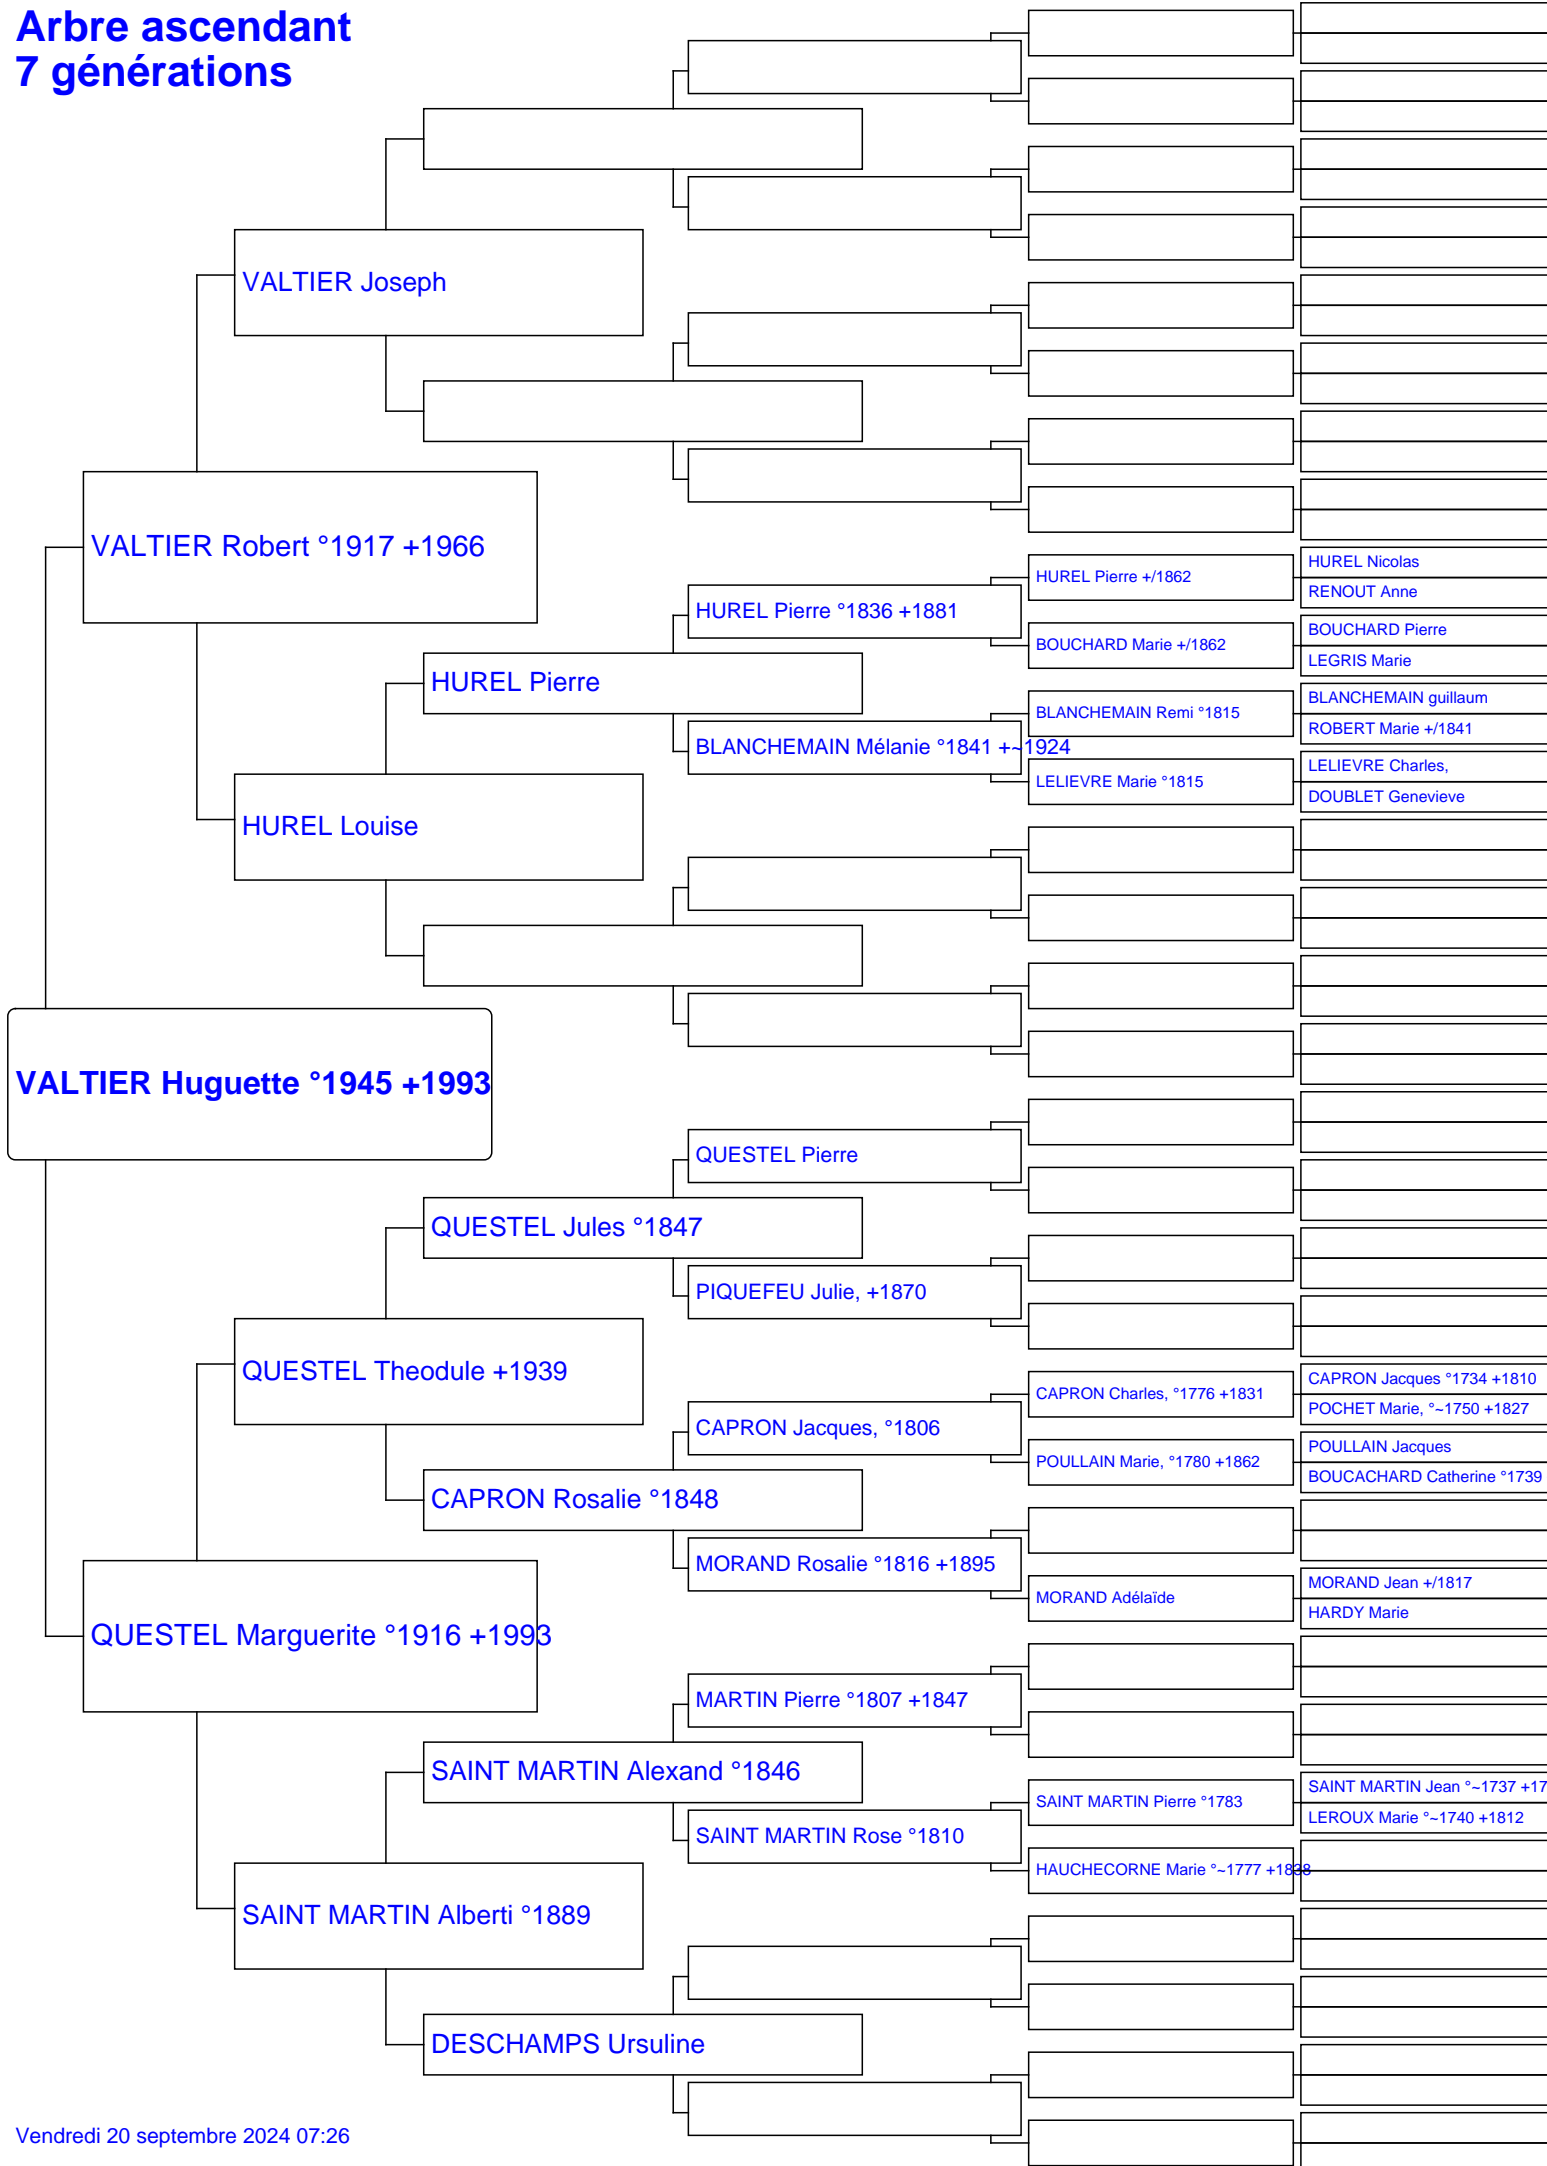 Arbre ascendant
7 générations
VALTIER Joseph
VALTIER Robert °1917 +1966
HUREL Nicolas
HUREL Pierre +/1862
RENOUT Anne
HUREL Pierre °1836 +1881
BOUCHARD Pierre
BOUCHARD Marie +/1862
LEGRIS Marie
HUREL Pierre
BLANCHEMAIN guillaum
BLANCHEMAIN Remi °1815
ROBERT Marie +/1841
BLANCHEMAIN Mélanie °1841 +~1924
LELIEVRE Charles,
LELIEVRE Marie °1815
DOUBLET Genevieve
HUREL Louise
VALTIER Huguette °1945 +1993
QUESTEL Pierre
QUESTEL Jules °1847
PIQUEFEU Julie, +1870
QUESTEL Theodule +1939
CAPRON Jacques °1734 +1810
CAPRON Charles, °1776 +1831
POCHET Marie, °~1750 +1827
CAPRON Jacques, °1806
POULLAIN Jacques
POULLAIN Marie, °1780 +1862
BOUCACHARD Catherine °1739
CAPRON Rosalie °1848
MORAND Rosalie °1816 +1895
MORAND Jean +/1817
MORAND Adélaïde
HARDY Marie
QUESTEL Marguerite °1916 +1993
MARTIN Pierre °1807 +1847
SAINT MARTIN Alexand °1846
SAINT MARTIN Jean °~1737 +17
SAINT MARTIN Pierre °1783
LEROUX Marie °~1740 +1812
SAINT MARTIN Rose °1810
HAUCHECORNE Marie °~1777 +1838
SAINT MARTIN Alberti °1889
DESCHAMPS Ursuline
Vendredi 20 septembre 2024 07:26